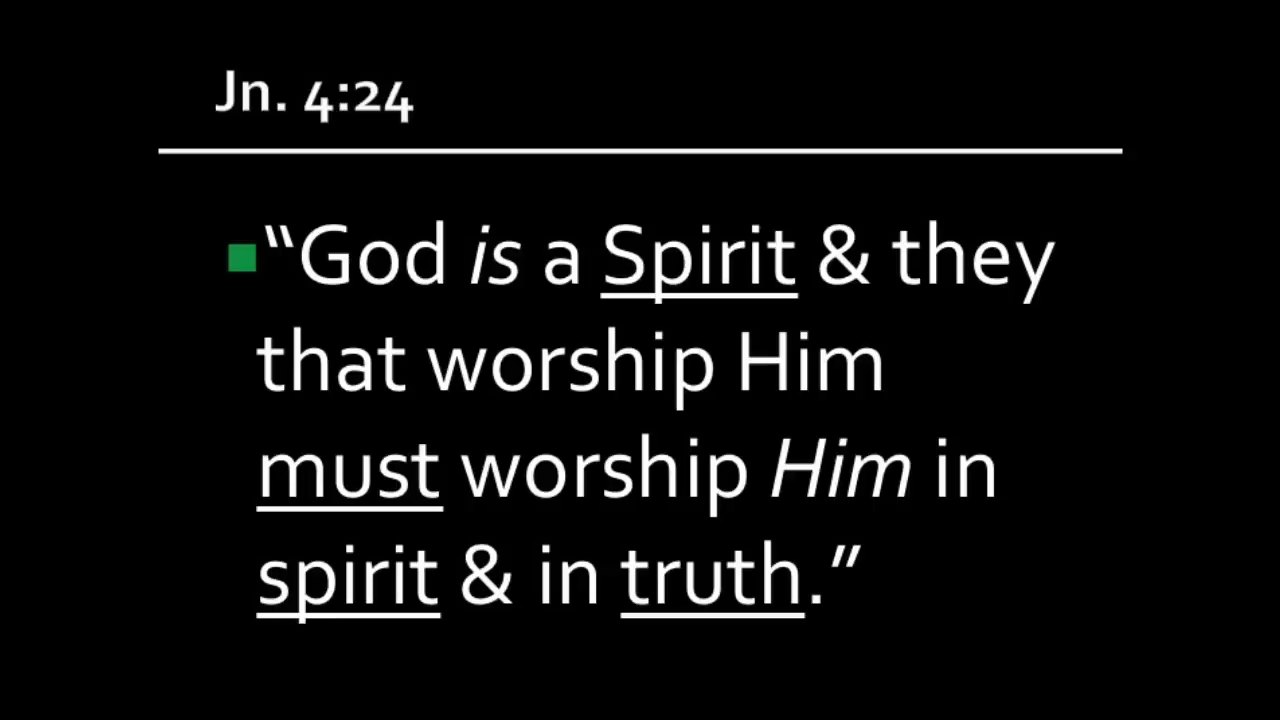 Jn. 4:24
“God is a Spirit & they
that worship Him
must worship Him in
spirit & in truth.”